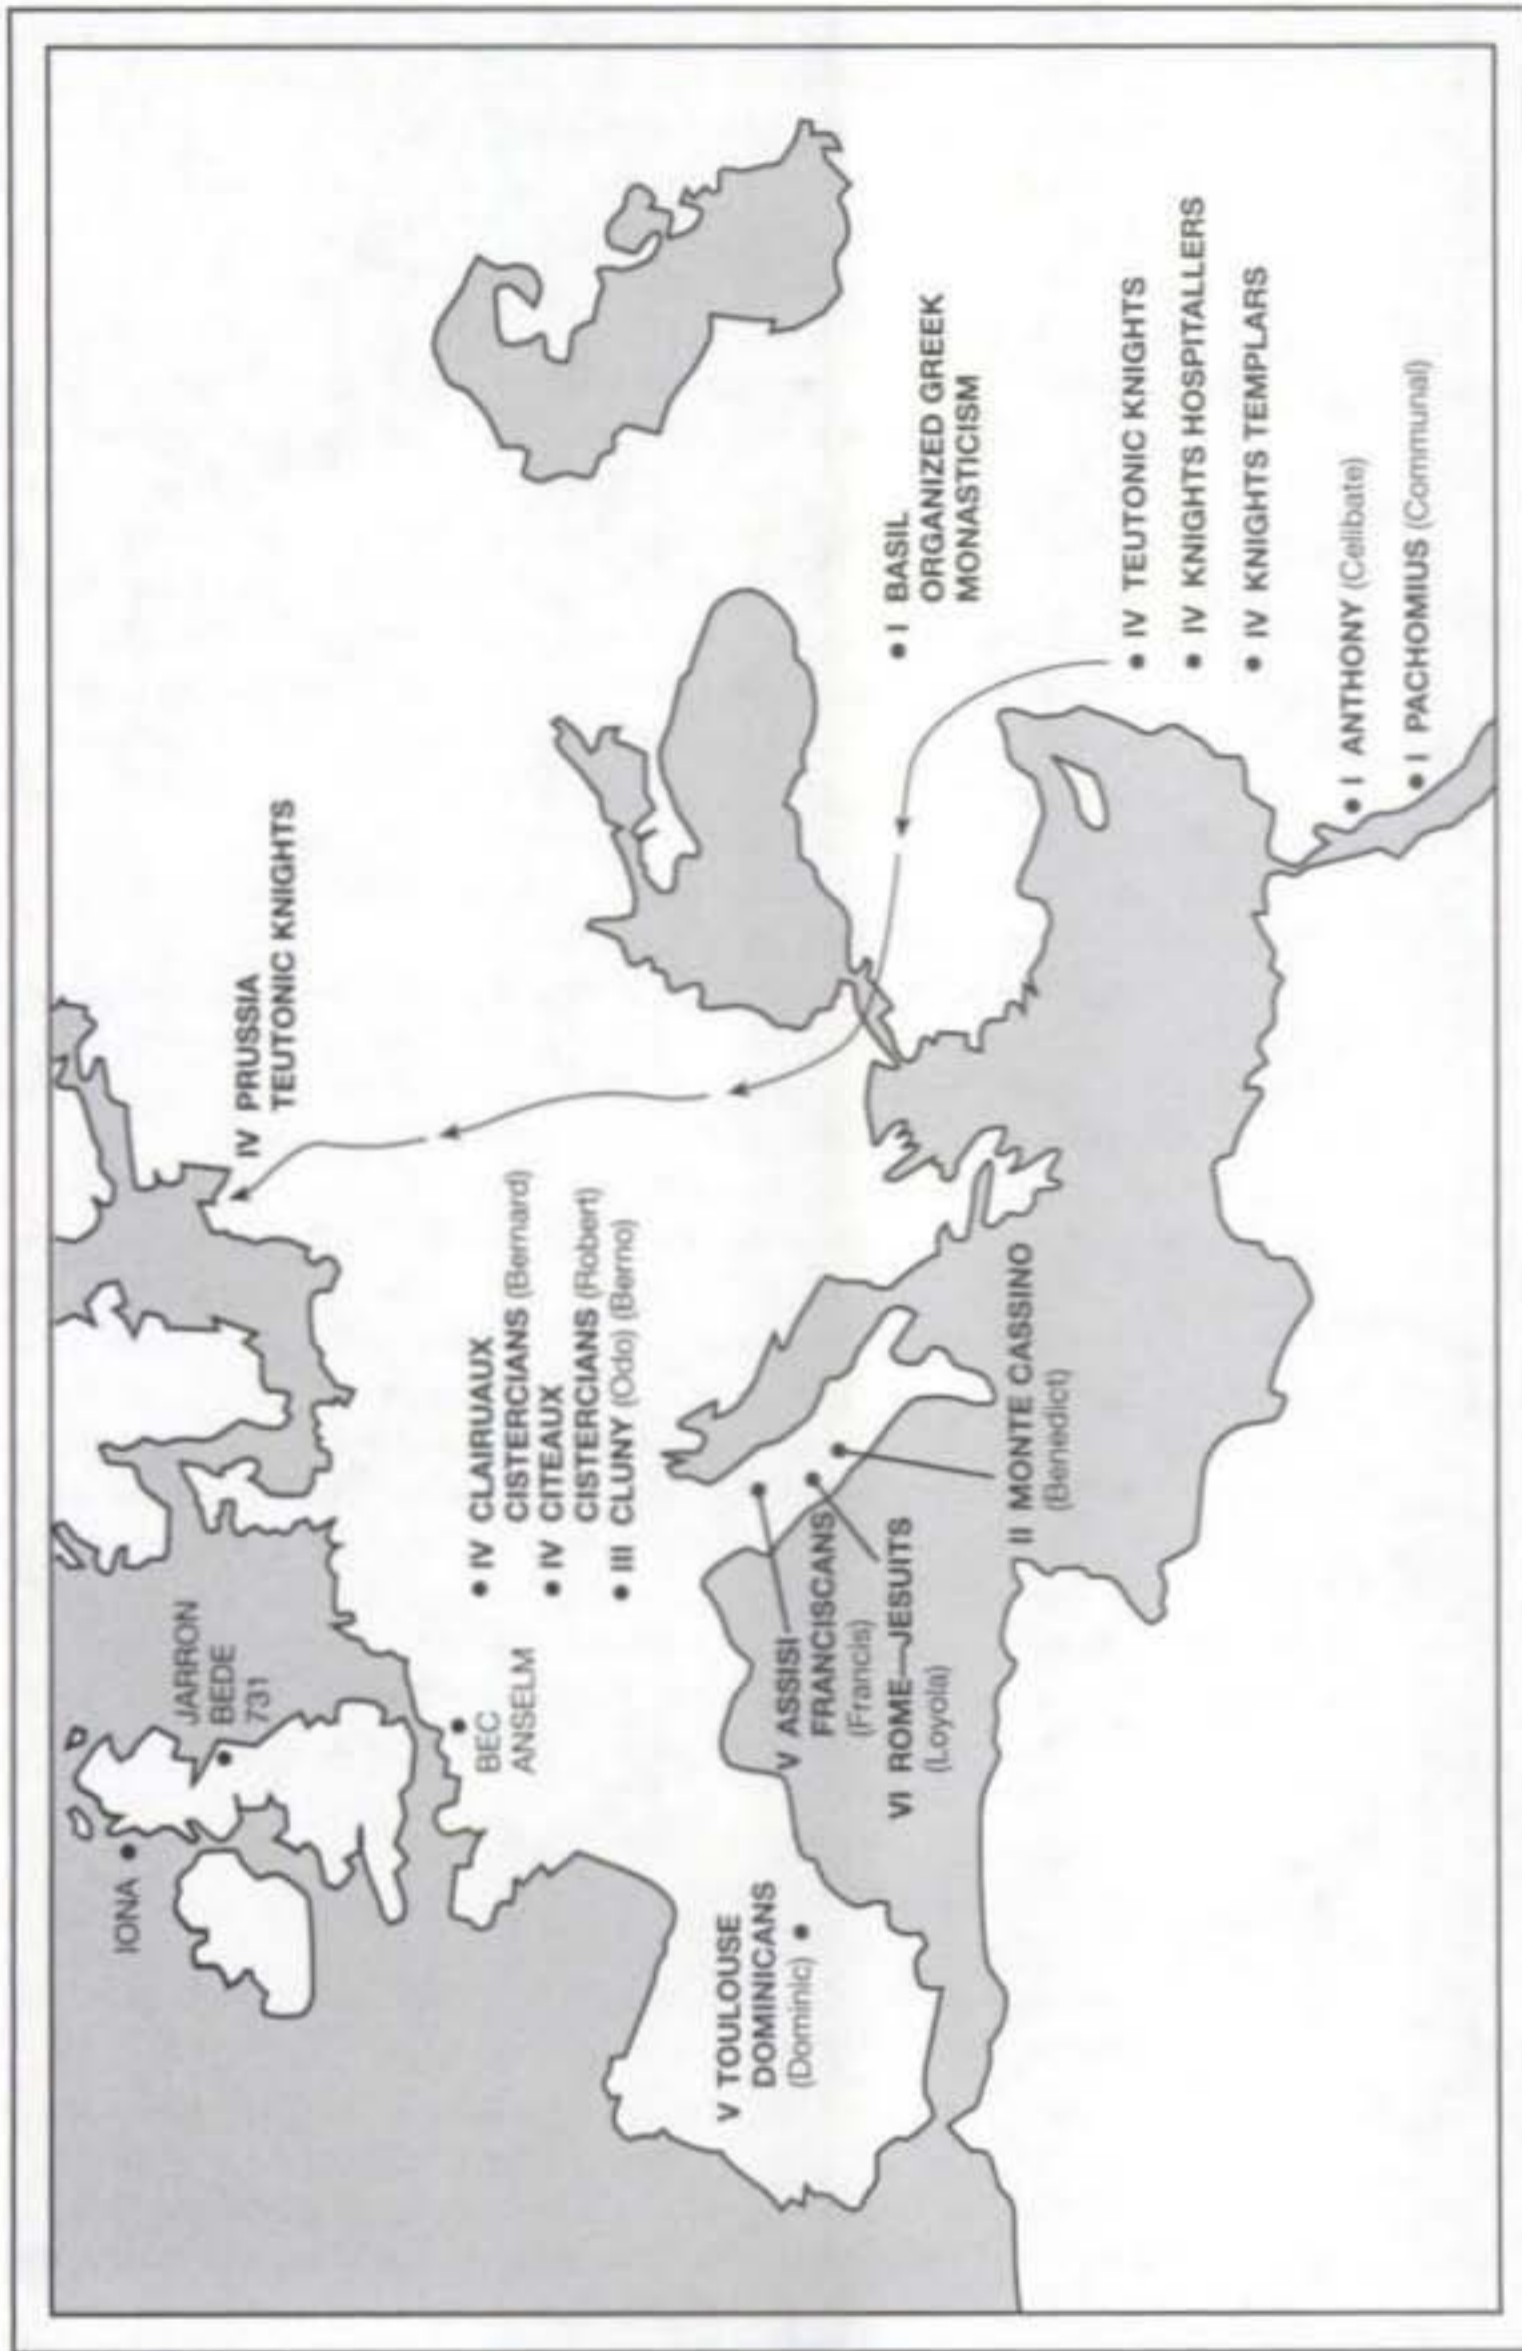 IONA
JARRON
BEDE
731
BEC
ANSELM
IV PRUSSIA
TEUTONIC KNIGHTS
IV CLAIRUAUX
CISTERCIANS (Bernard)
IV CITEAUX
CISTERCIANS (Robert)
III CLUNY (Odo) (Berno)
V TOULOUSE
DOMINICANS
(Dominic)
V ASSISI
FRANCISCANS
(Francis)
VI ROME—JESUITS
(Loyola)
II MONTE CASSINO
(Benedict)
I BASIL
ORGANIZED GREEK
MONASTICISM
IV TEUTONIC KNIGHTS
IV KNIGHTS HOSPITALLERS
IV KNIGHTS TEMPLARS
I ANTHONY (Celibate)
I PACHOMIUS (Communal)